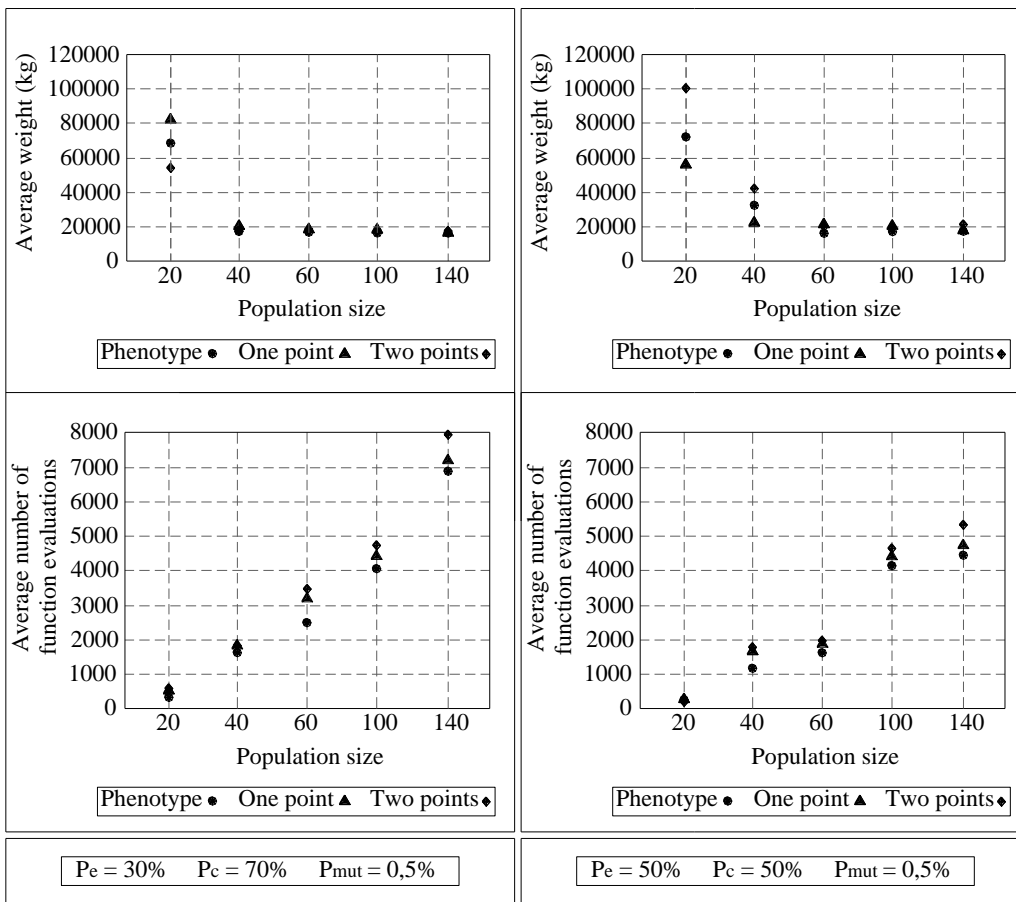 120000
100000
80000
60000
40000
20000
0
Average weight (kg)
20 40 60 100 140
Population size
Phenotype One point Two points
120000
100000
80000
60000
40000
20000
0
Average weight (kg)
20 40 60 100 140
Population size
Phenotype One point Two points
8000
7000
6000
5000
4000
3000
2000
1000
0
Average number of
function evaluations
20 40 60 100 140
Population size
Phenotype One point Two points
8000
7000
6000
5000
4000
3000
2000
1000
0
Average number of
function evaluations
20 40 60 100 140
Population size
Phenotype One point Two points
Pe = 30% Pc = 70% Pmut = 0,5%
Pe = 50% Pc = 50% Pmut = 0,5%